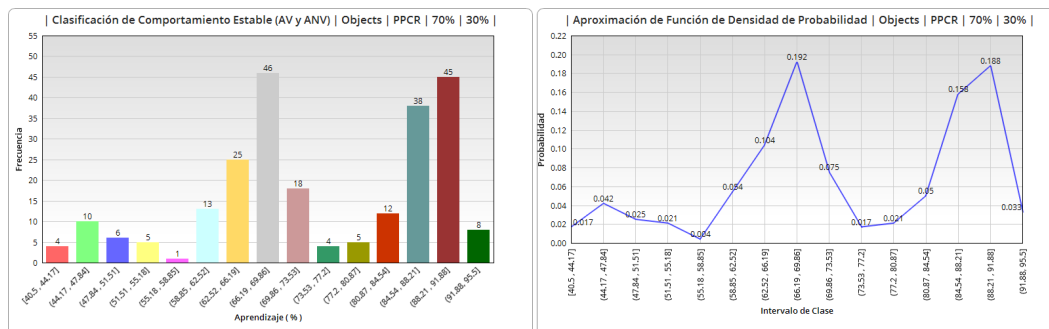 | Clasificación de Comportamiento Estable (AV y ANV) | Objects | PPCR | 70% | 30% |
Frecuencia
55
50
45
40
35
30
25
20
15
10
5
0
4
10
6
5
1
13
25
46
18
4
5
12
38
45
8
[40.5 , 44.17]
(44.17 , 47.84]
(47.84 , 51.51]
(51.51 , 55.18]
(55.18 , 58.85]
(58.85 , 62.52]
(62.52 , 66.19]
(66.19 , 69.86]
(69.86 , 73.53]
(73.53 , 77.2]
(77.2 , 80.87]
(80.87 , 84.54]
(84.54 , 88.21]
(88.21 , 91.88]
(91.88 , 95.5]
Aprendizaje ( % )
| Aproximación de Función de Densidad de Probabilidad | Objects | PPCR | 70% | 30% |
Probabilidad
0.22
0.20
0.18
0.16
0.14
0.12
0.10
0.08
0.06
0.04
0.02
0.00
0.017
0.042
0.025
0.021
0.004
0.054
0.104
0.192
0.075
0.017
0.021
0.05
0.158
0.188
0.033
[40.5 , 44.17]
(44.17 , 47.84]
(47.84 , 51.51]
(51.51 , 55.18]
(55.18 , 58.85]
(58.85 , 62.52]
(62.52 , 66.19]
(66.19 , 69.86]
(69.86 , 73.53]
(73.53 , 77.2]
(77.2 , 80.87]
(80.87 , 84.54]
(84.54 , 88.21]
(88.21 , 91.88]
(91.88, 95.5]
Intervalo de Clase